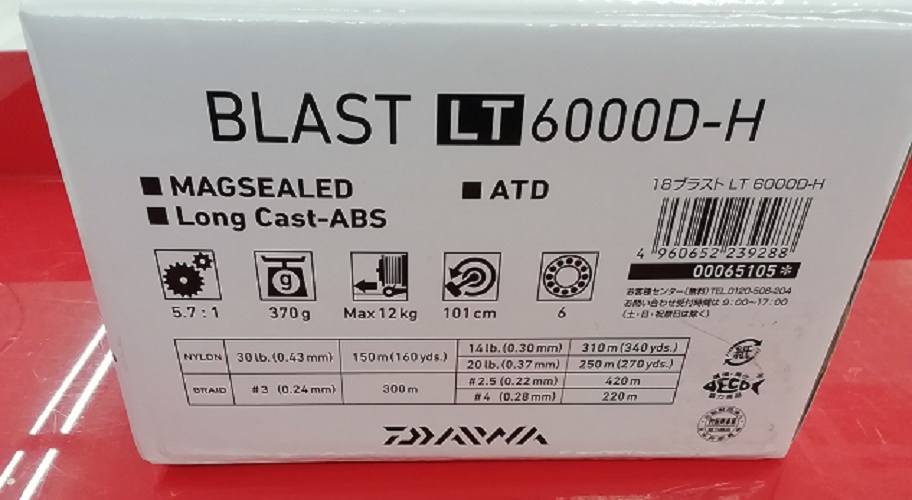 BLAST LT 6000D-H
■ MAGSEALED ■ ATD
■ Long Cast-ABS
18ブラスト LT 6000D-H
4 960652 239288
00065105*
お客様センター(無料)TEL.0120-506-204
お問い合わせ受付時間は 9:00~17:00
(土・日・祝祭日は除く)
g
5.7:1 370g Max 12kg 101cm 6
NYLON 30lb.(0.43mm) 150m(160yds.) 14lb.(0.30mm) 310m(340yds.)
20lb.(0.37mm) 250m(270yds.)
BRAID #3 (0.24mm) 300m #2.5(0.22mm) 420m
#4 (0.28mm) 220m
DAIWA